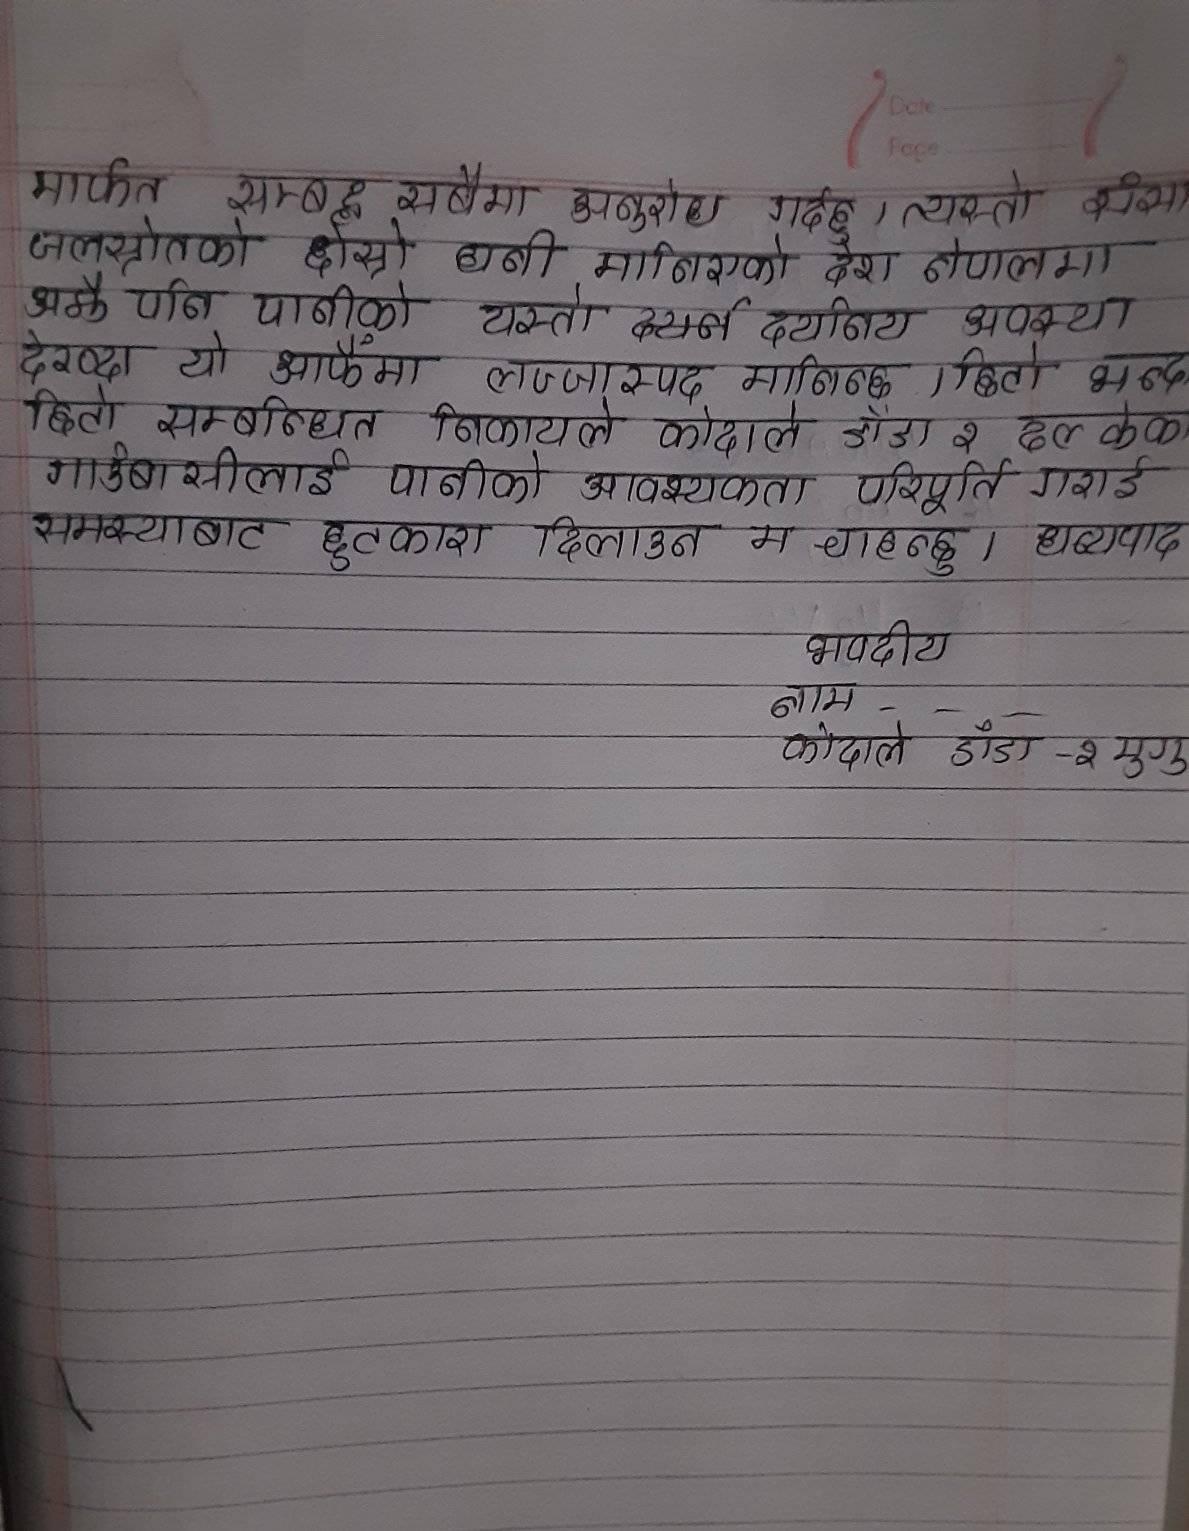 Date
Page
मार्फत सम्बद्ध सबैमा अनुरोध गर्दछु । त्यस्तो
जलस्रोतको दोस्रो धनी मानिएको देश नेपालमा
अझै पनि पानीको यस्तो दयनिय अवस्था
देख्दा यो आफैँमा लज्जास्पद मानिन्छ । छिटो भन्दा
छिटो सम्बन्धित निकायले कोदाले डाँडा २
गाउँबासीलाई पानीको आवश्यकता परिपूर्ति गराई
समस्याबाट छुटकारा दिलाउन म चाहन्छु । धन्यवाद
भवदीय
नाम - - -
कोदाले डाँडा -२ मुगु